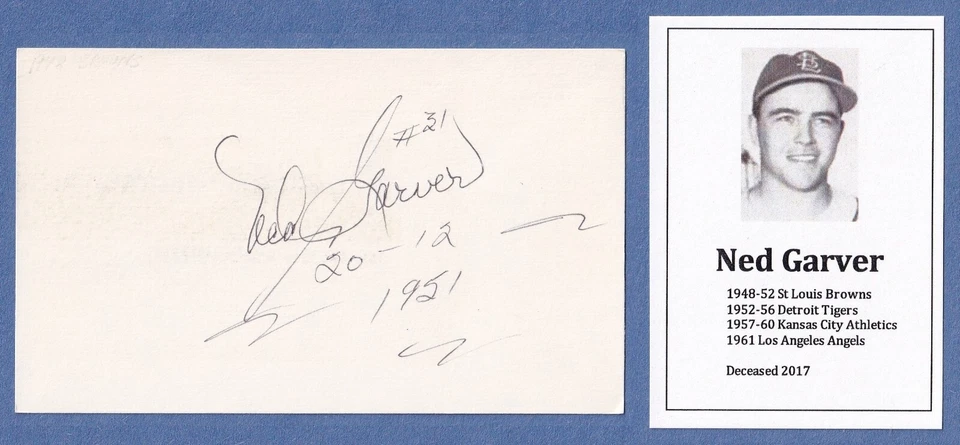 #31
Ned Garver
20-12
1951
Ned Garver
1948-52 St Louis Browns
1952-56 Detroit Tigers
1957-60 Kansas City Athletics
1961 Los Angeles Angels
Deceased 2017